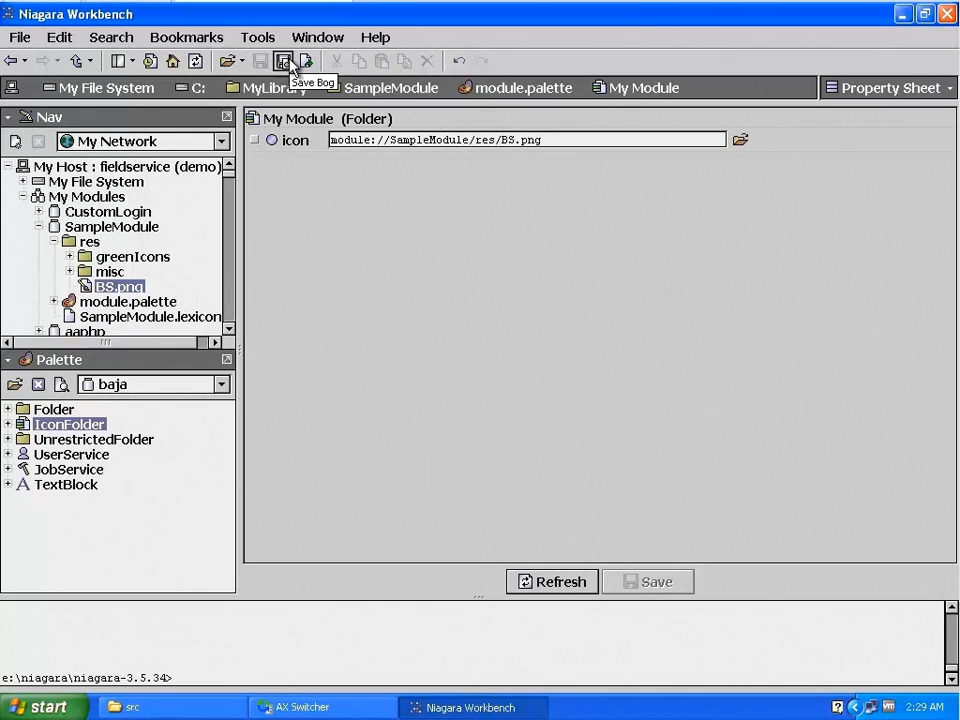 Niagara Workbench
File Edit Search Bookmarks Tools Window Help
Save Bog
My File System C: MyLibrary SampleModule module.palette My Module Property Sheet
Nav
My Network
My Host : fieldservice (demo)
My File System
My Modules
CustomLogin
SampleModule
res
greenIcons
misc
BS.png
module.palette
SampleModule.lexicon
aaphp
Palette
baja
Folder
IconFolder
UnrestrictedFolder
UserService
JobService
TextBlock
My Module (Folder)
icon module://SampleModule/res/BS.png
Refresh Save
e:\niagara\niagara-3.5.34>
start src AX Switcher Niagara Workbench 2:29 AM